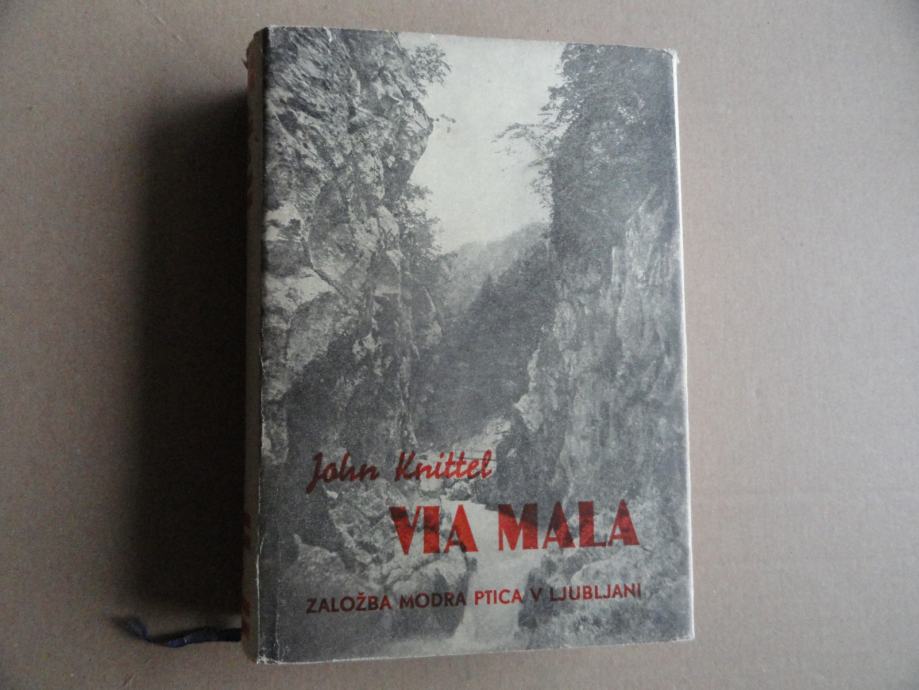 John Knittel
VIA MALA
ZALOŽBA MODRA PTICA V LJUBLJANI